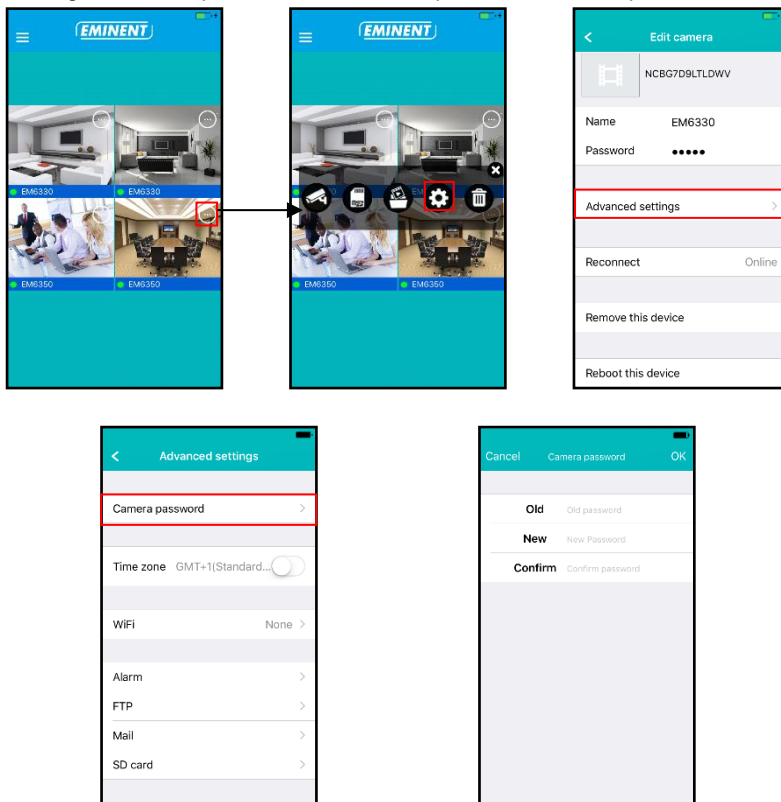 EMINENT
EM6330
EM6330
EM6350
EM6350
EMINENT
EM6350
EM6350
Edit camera
NCBG7D9LTLDWV
Name EM6330
Password •••••
Advanced settings >
Reconnect Online
Remove this device
Reboot this device
Advanced settings
Camera password >
Time zone GMT+1(Standard...
WiFi None >
Alarm >
FTP >
Mail >
SD card >
Cancel Camera password OK
Old Old password
New New Password
Confirm Confirm password